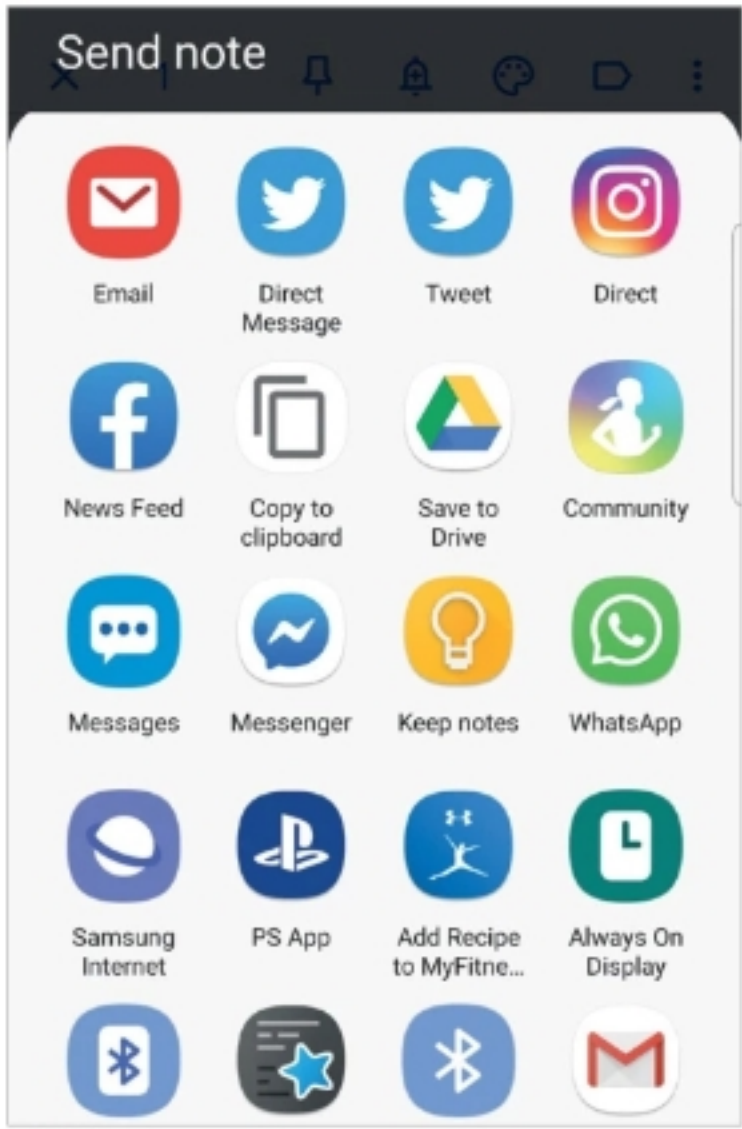 Send note
Email
Direct
Message
Tweet
Direct
News Feed
Copy to
clipboard
Save to
Drive
Community
Messages
Messenger
Keep notes
WhatsApp
Samsung
Internet
PS App
Add Recipe
to MyFitne...
Always On
Display